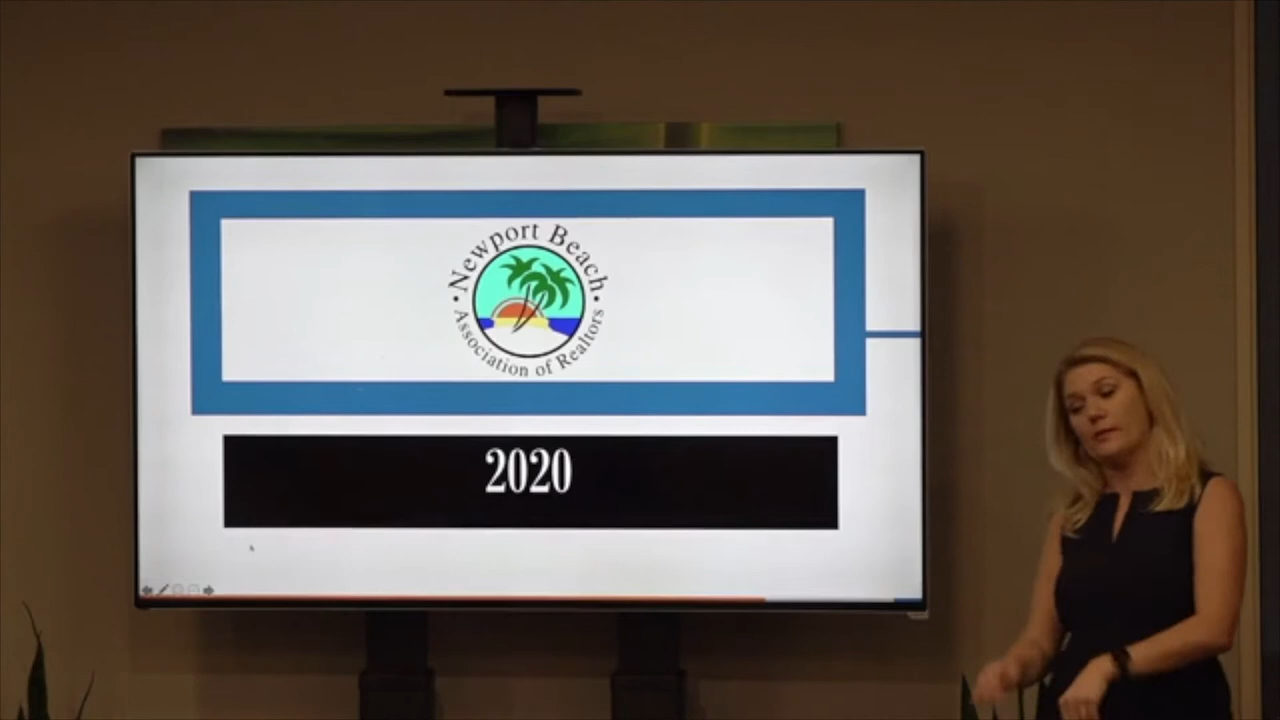 • Newport Beach •
Association of Realtors
2020